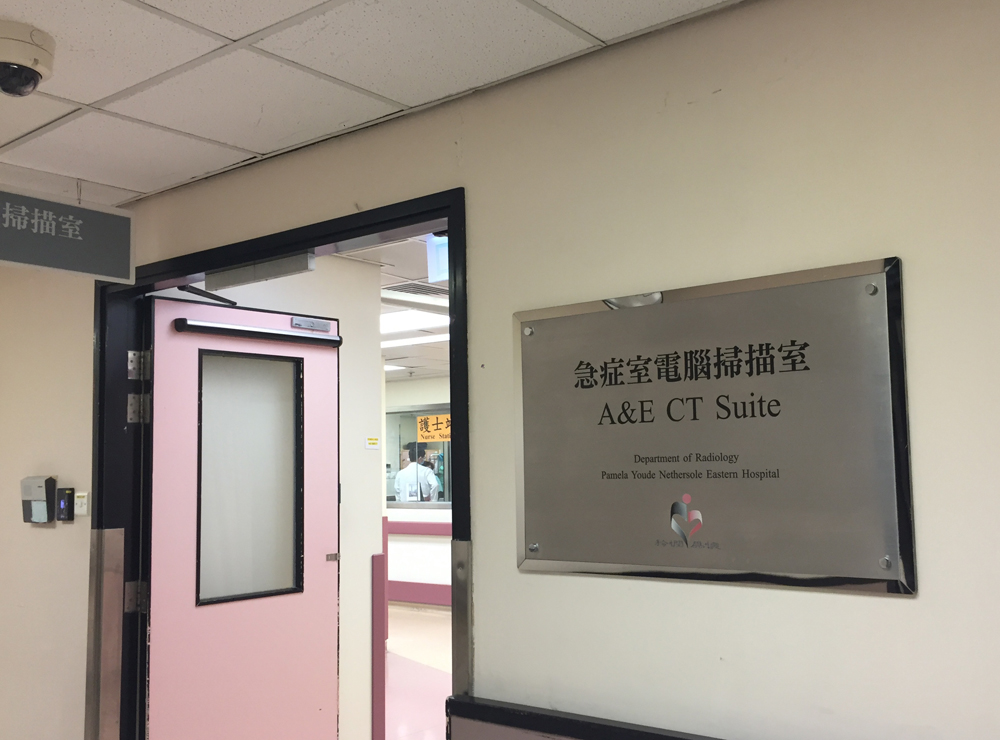 掃描室
護士
Nurse
急症室電腦掃描室
A&E CT Suite
Department of Radiology
Pamela Youde Nethersole Eastern Hospital